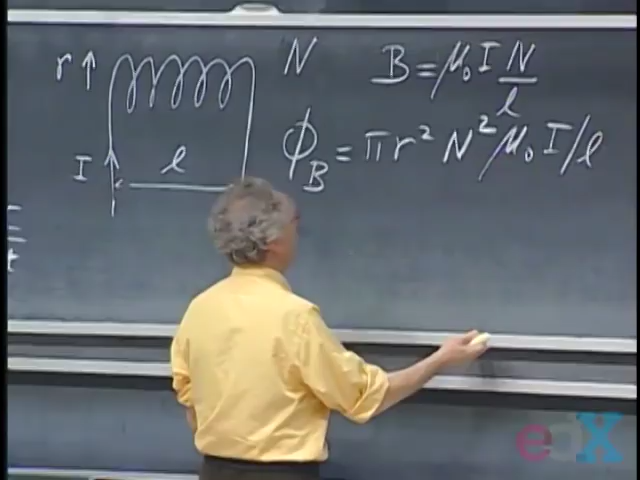 r ↑ N B = μ₀ I N/l
ϕ_B = πr² N² μ₀ I/l
I l
edX